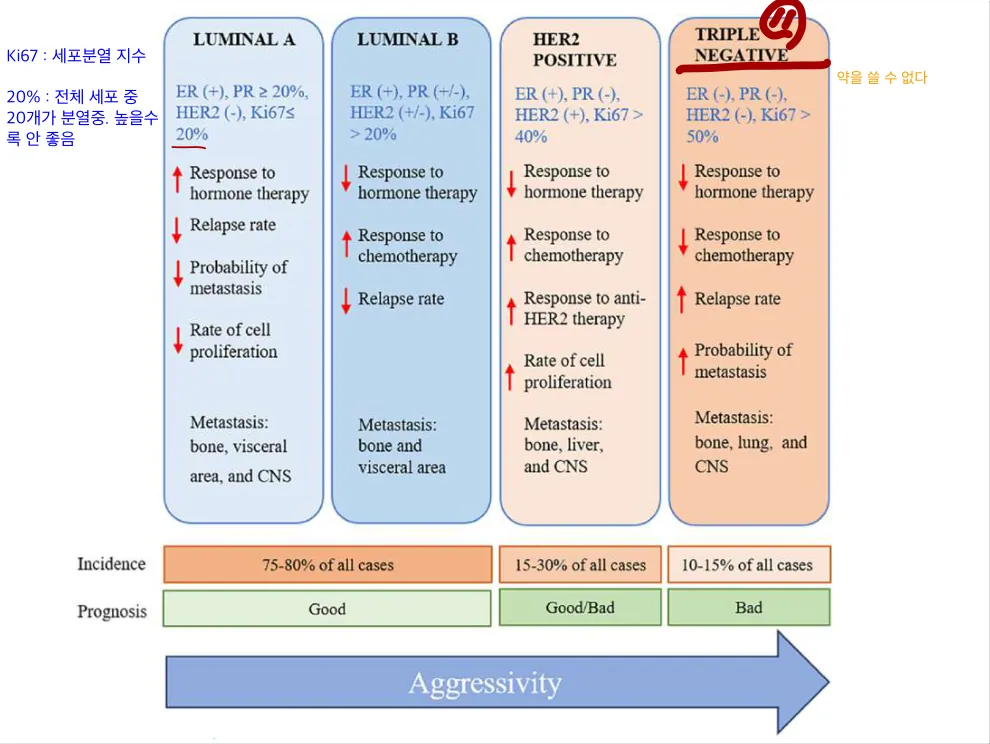 Ki67 : 세포분열 지수
20% : 전체 세포 중
20개가 분열중. 높을수
록 안 좋음
LUMINAL A
ER (+), PR ≥ 20%,
HER2 (-), Ki67≤
20%
Response to
hormone therapy
Relapse rate
Probability of
metastasis
Rate of cell
proliferation
Metastasis:
bone, visceral
area, and CNS
LUMINAL B
ER (+), PR (+/-),
HER2 (+/-), Ki67
> 20%
Response to
hormone therapy
Response to
chemotherapy
Relapse rate
Metastasis:
bone and
visceral area
HER2
POSITIVE
ER (+), PR (-),
HER2 (+), Ki67 >
40%
Response to
hormone therapy
Response to
chemotherapy
Response to anti-
HER2 therapy
Rate of cell
proliferation
Metastasis:
bone, liver,
and CNS
TRIPLE
NEGATIVE
ER (-), PR (-),
HER2 (-), Ki67 >
50%
Response to
hormone therapy
Response to
chemotherapy
Relapse rate
Probability of
metastasis
Metastasis:
bone, lung, and
CNS
약을 쓸 수 없다
Incidence
75-80% of all cases
15-30% of all cases
10-15% of all cases
Prognosis
Good
Good/Bad
Bad
Aggressivity